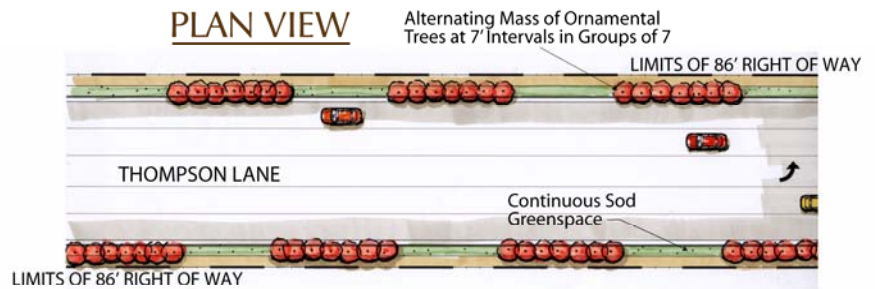 PLAN VIEW
Alternating Mass of Ornamental
Trees at 7' Intervals in Groups of 7
LIMITS OF 86' RIGHT OF WAY
THOMPSON LANE
Continuous Sod
Greenspace
LIMITS OF 86' RIGHT OF WAY